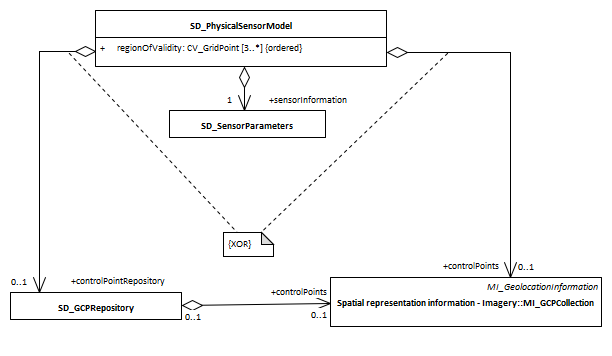 SD_PhysicalSensorModel
+ regionOfValidity: CV_GridPoint [3..*] {ordered}
1 +sensorInformation
SD_SensorParameters
{XOR}
0..1 +controlPointRepository
+controlPoints 0..1
SD_GCPRepository
0..1
+controlPoints
0..1
MI_GeolocationInformation
Spatial representation information - Imagery::MI_GCPCollection